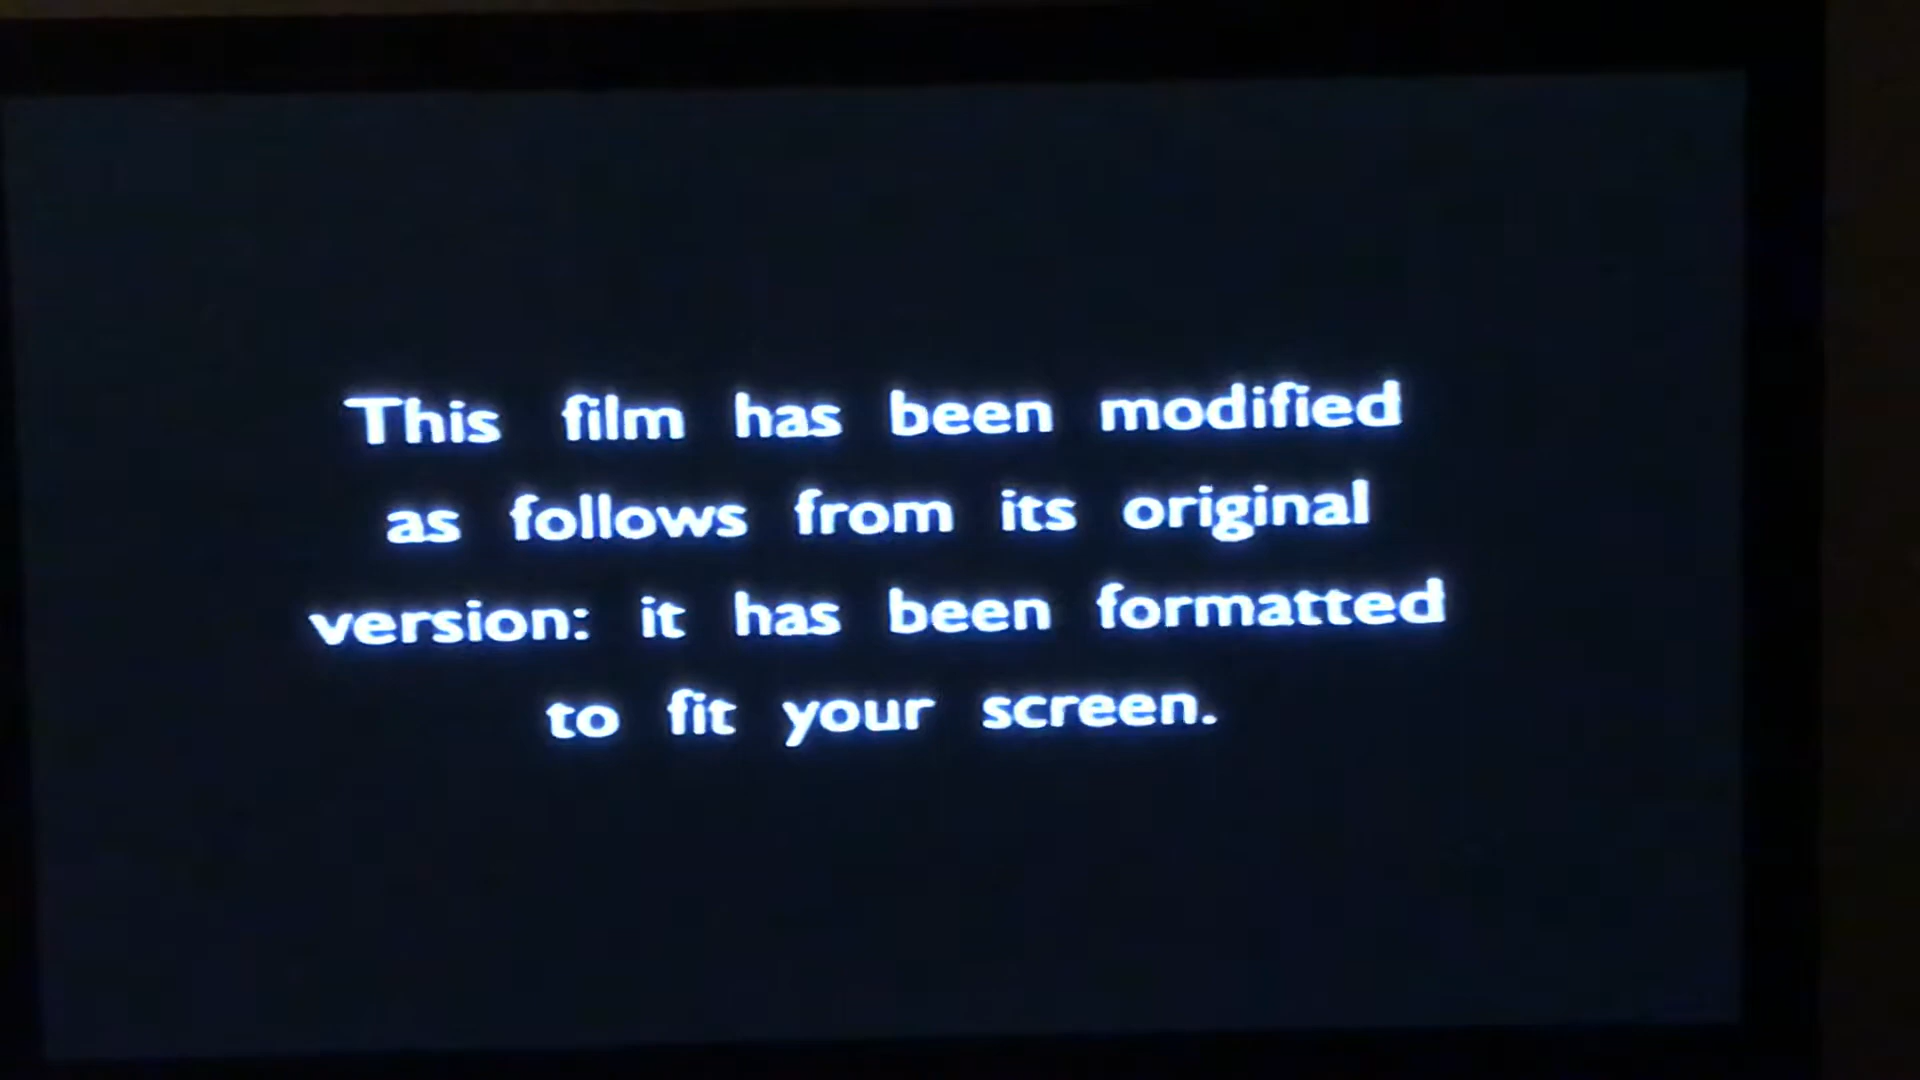 This film has been modified
as follows from its original
version: it has been formatted
to fit your screen.